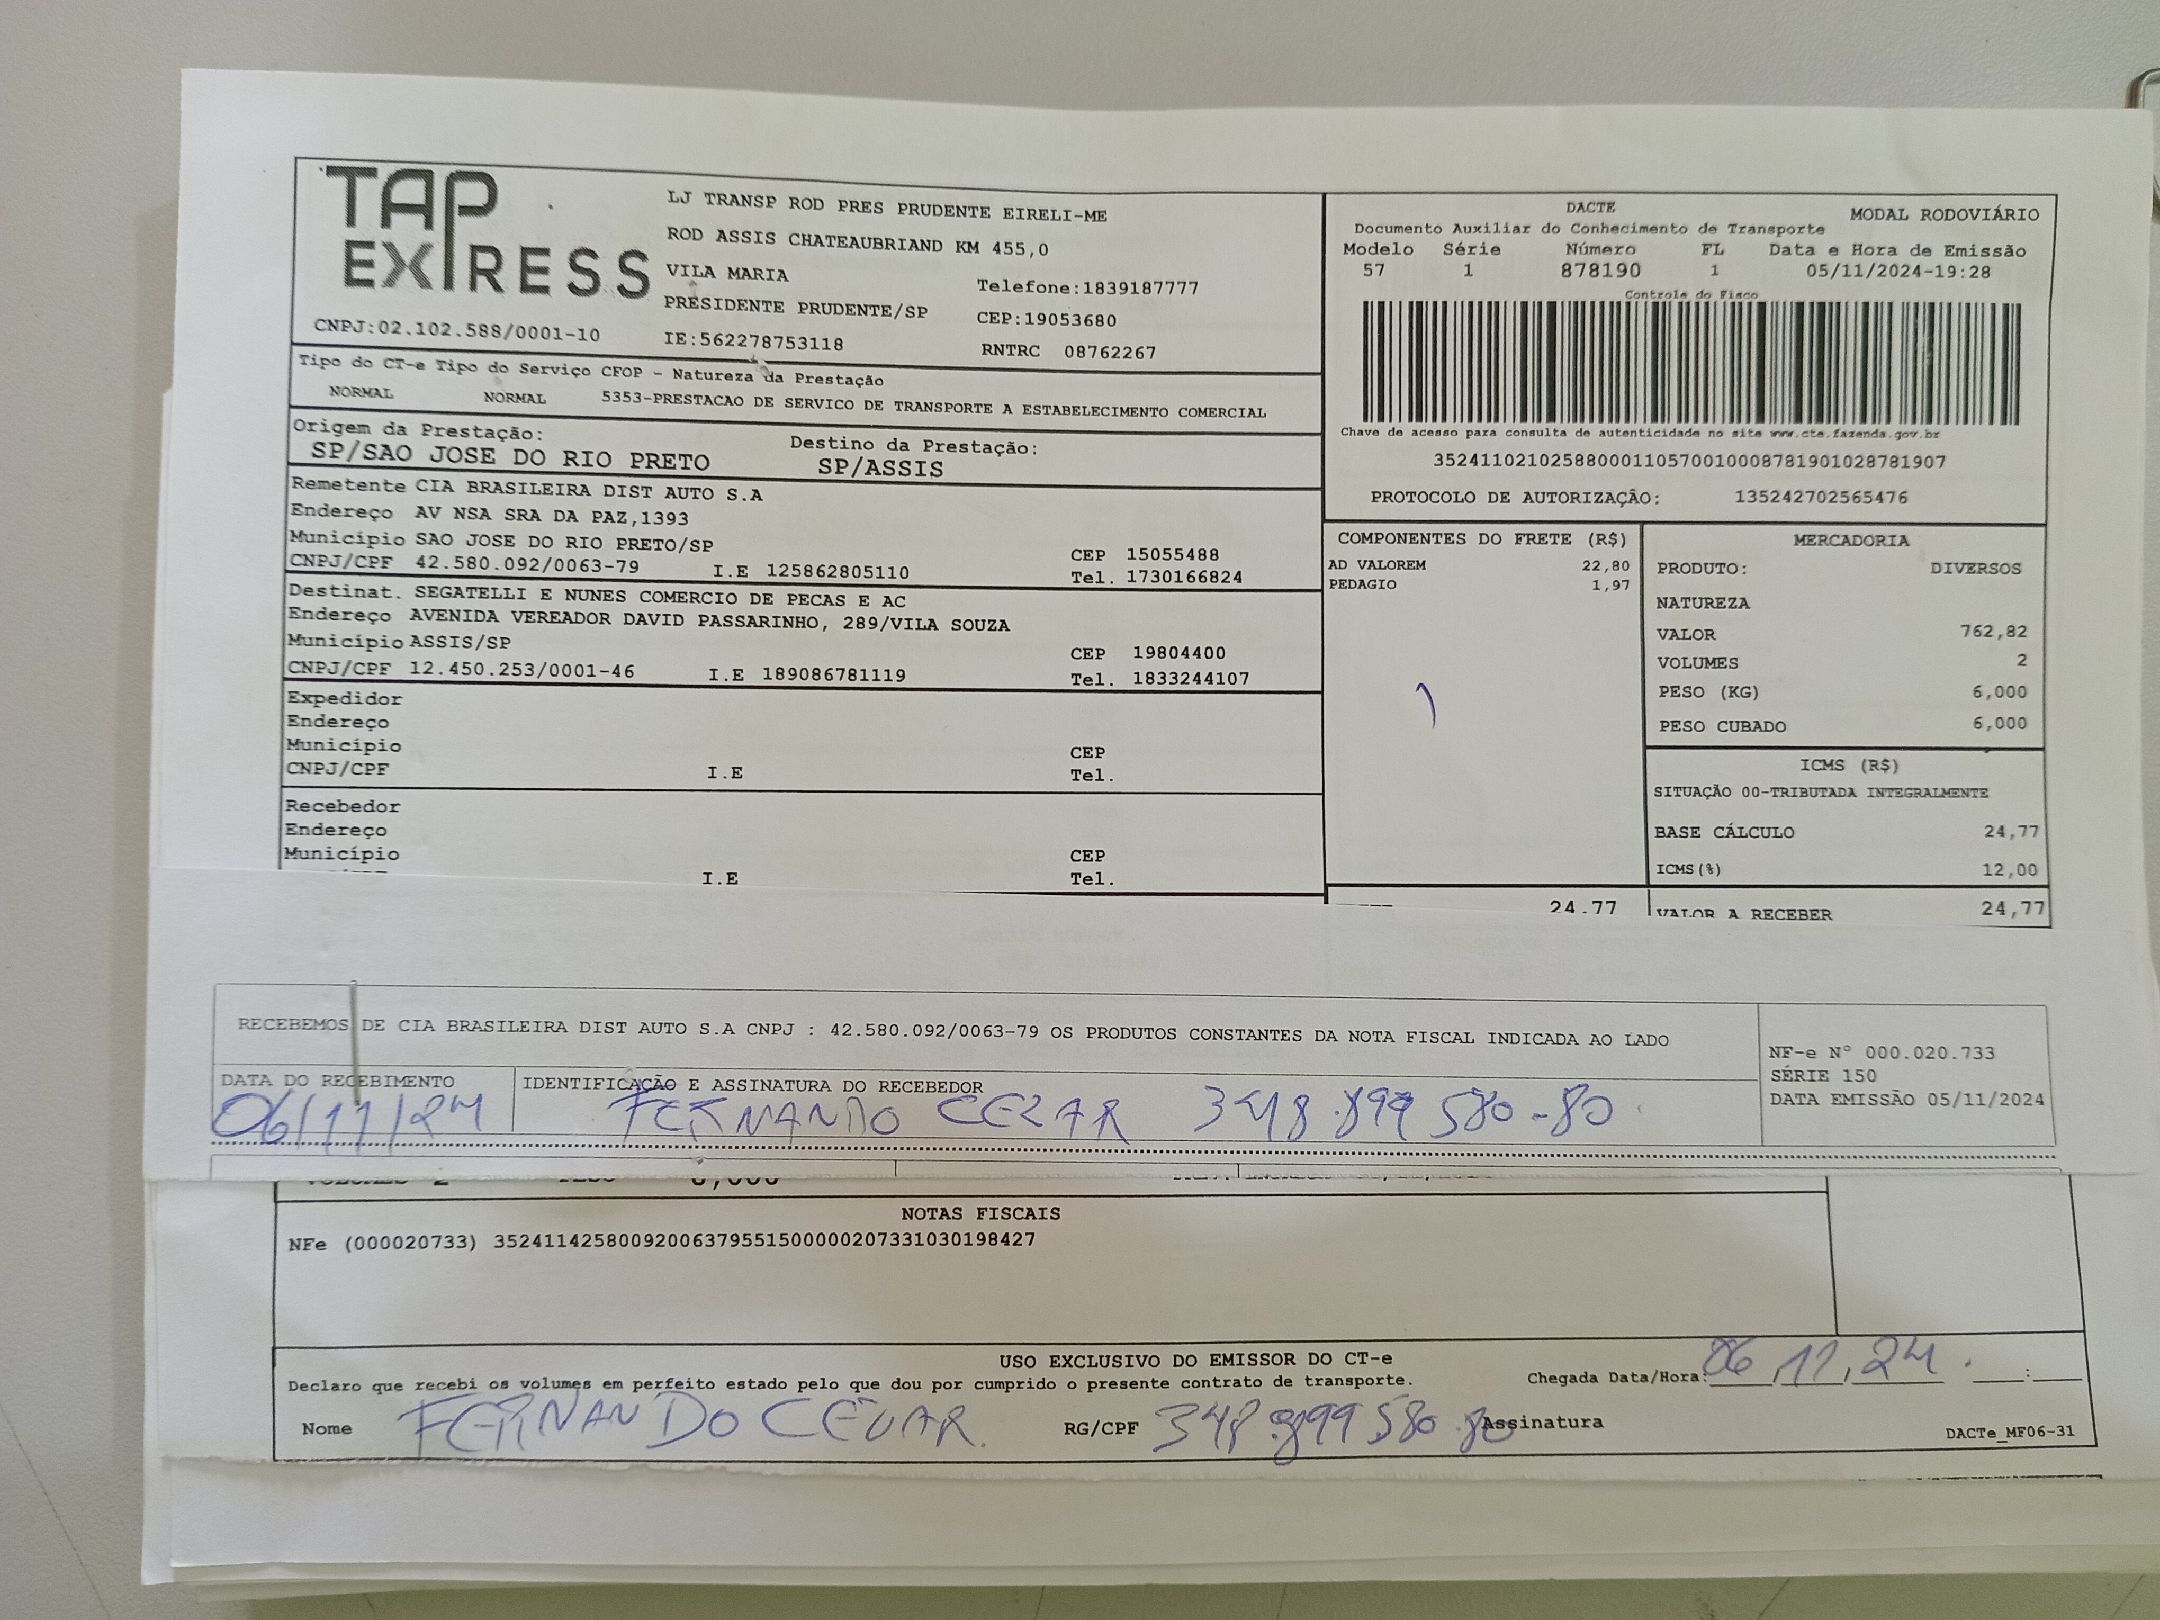 TAP EXPRESS
CNPJ:02.102.588/0001-10
LJ TRANSP ROD PRES PRUDENTE EIRELI-ME
ROD ASSIS CHATEAUBRIAND KM 455,0
VILA MARIA Telefone:1839187777
PRESIDENTE PRUDENTE/SP CEP:19053680
IE:562278753118 RNTRC 08762267
DACTE MODAL RODOVIÁRIO
Documento Auxiliar do Conhecimento de Transporte
Modelo Série Número FL Data e Hora de Emissão
57 1 878190 1 05/11/2024-19:28
Controle do Fisco
Chave de acesso para consulta de autenticidade no site www.cte.fazenda.gov.br
35241102102588000110570010008781901028781907
PROTOCOLO DE AUTORIZAÇÃO: 135242702565476
Tipo do CT-e Tipo do Serviço CFOP - Natureza da Prestação
NORMAL NORMAL 5353-PRESTACAO DE SERVICO DE TRANSPORTE A ESTABELECIMENTO COMERCIAL
Origem da Prestação: Destino da Prestação:
SP/SAO JOSE DO RIO PRETO SP/ASSIS
Remetente CIA BRASILEIRA DIST AUTO S.A
Endereço AV NSA SRA DA PAZ,1393
Município SAO JOSE DO RIO PRETO/SP CEP 15055488
CNPJ/CPF 42.580.092/0063-79 I.E 125862805110 Tel. 1730166824
Destinat. SEGATELLI E NUNES COMERCIO DE PECAS E AC
Endereço AVENIDA VEREADOR DAVID PASSARINHO, 289/VILA SOUZA
Município ASSIS/SP CEP 19804400
CNPJ/CPF 12.450.253/0001-46 I.E 189086781119 Tel. 1833244107
Expedidor
Endereço
Município CEP
CNPJ/CPF I.E Tel.
Recebedor
Endereço
Município CEP
I.E Tel.
COMPONENTES DO FRETE (R$)
AD VALOREM 22,80
PEDAGIO 1,97
24,77
MERCADORIA
PRODUTO: DIVERSOS
NATUREZA
VALOR 762,82
VOLUMES 2
PESO (KG) 6,000
PESO CUBADO 6,000
ICMS (R$)
SITUAÇÃO 00-TRIBUTADA INTEGRALMENTE
BASE CÁLCULO 24,77
ICMS(%) 12,00
VALOR A RECEBER 24,77
RECEBEMOS DE CIA BRASILEIRA DIST AUTO S.A CNPJ : 42.580.092/0063-79 OS PRODUTOS CONSTANTES DA NOTA FISCAL INDICADA AO LADO
NF-e Nº 000.020.733
SÉRIE 150
DATA EMISSÃO 05/11/2024
DATA DO RECEBIMENTO IDENTIFICAÇÃO E ASSINATURA DO RECEBEDOR
06/11/24 FERNANDO CEZAR 348.899 580-80
NOTAS FISCAIS
NFe (000020733) 35241142580092006379551500000207331030198427
USO EXCLUSIVO DO EMISSOR DO CT-e
Declaro que recebi os volumes em perfeito estado pelo que dou por cumprido o presente contrato de transporte. Chegada Data/Hora: 06 11 24
Nome FERNANDO CEZAR RG/CPF 348.899 580.80 Assinatura
DACTe_MF06-31